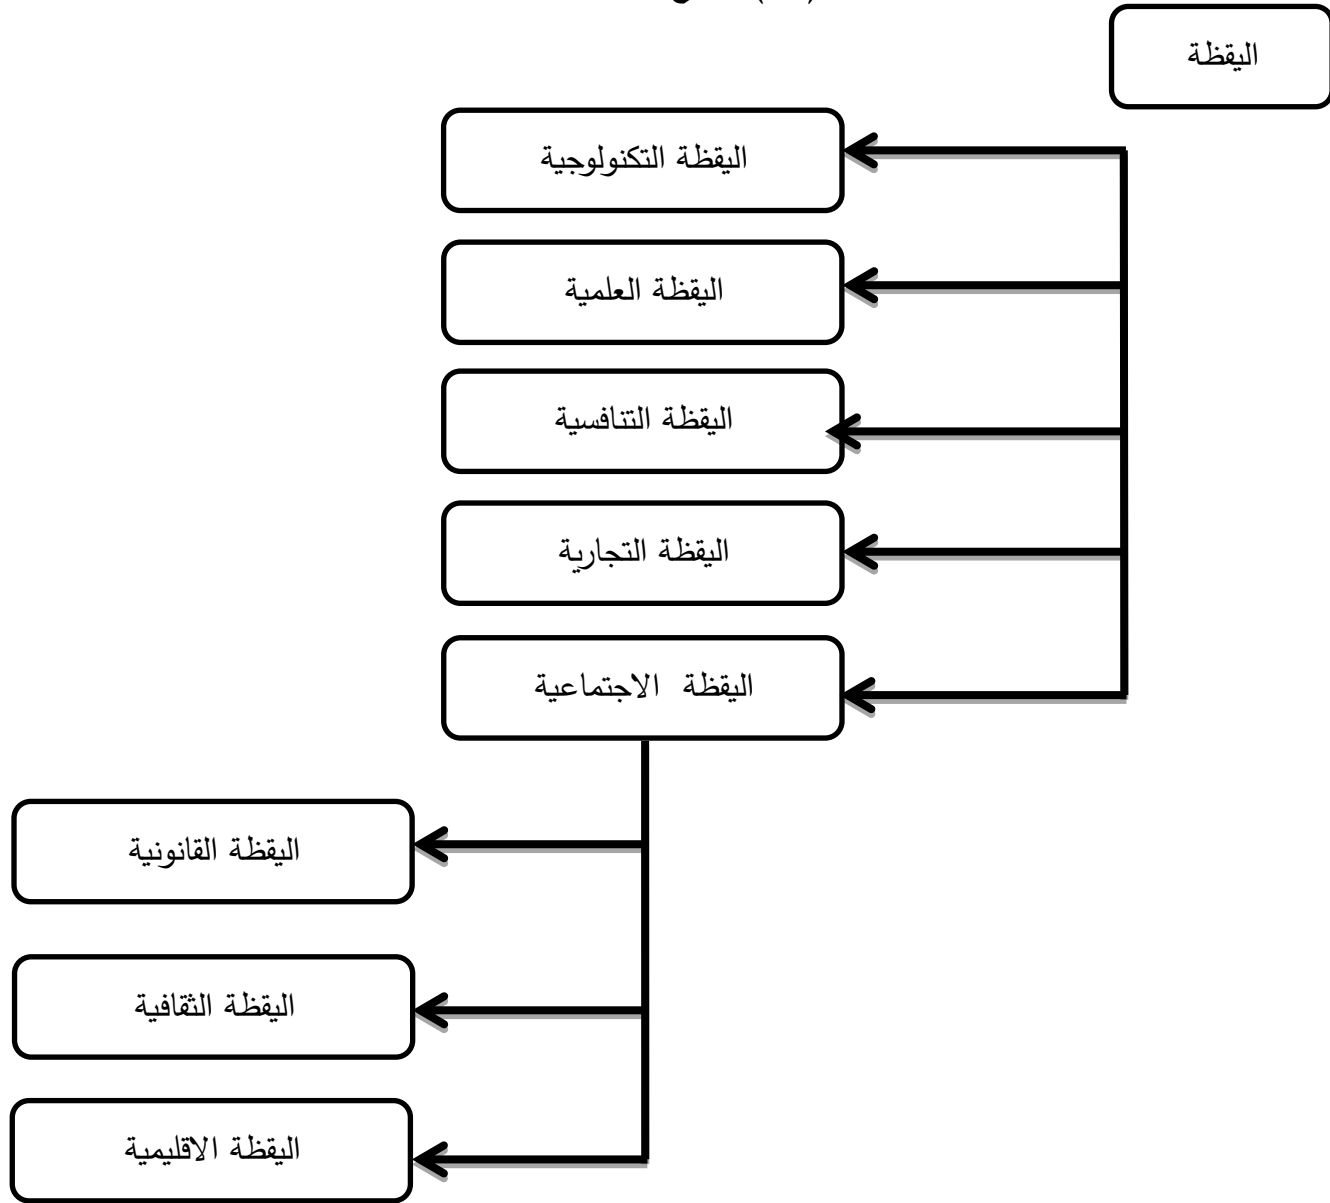 اليقظة
اليقظة التكنولوجية
اليقظة العلمية
اليقظة التنافسية
اليقظة التجارية
اليقظة الاجتماعية
اليقظة القانونية
اليقظة الثقافية
اليقظة الاقليمية